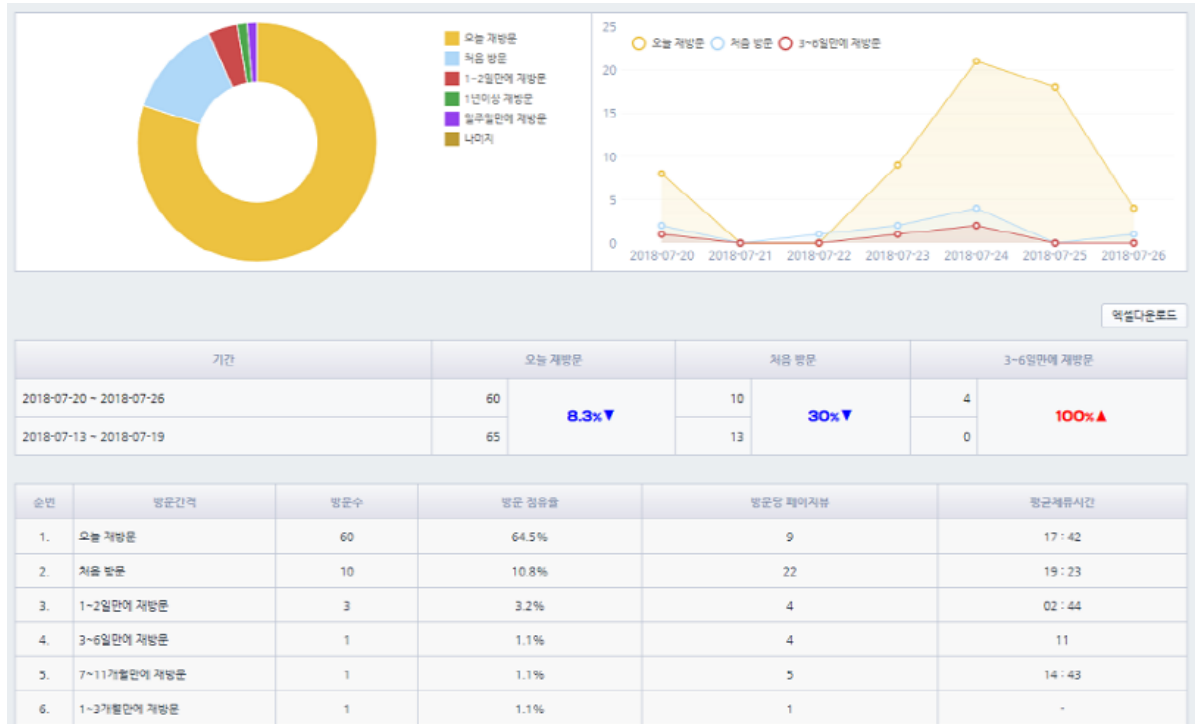 오늘 재방문
처음 방문
1~2일만에 재방문
1년이상 재방문
일주일만에 재방문
나머지
25
20
15
10
5
0
오늘 재방문 처음 방문 3~6일만에 재방문
2018-07-20 2018-07-21 2018-07-22 2018-07-23 2018-07-24 2018-07-25 2018-07-26
엑셀다운로드
기간 오늘 재방문 처음 방문 3~6일만에 재방문
2018-07-20 ~ 2018-07-26 60 10 4
8.3%▼ 30%▼ 100%▲
2018-07-13 ~ 2018-07-19 65 13 0
순번 방문간격 방문수 방문 점유율 방문당 페이지뷰 평균체류시간
1. 오늘 재방문 60 64.5% 9 17 : 42
2. 처음 방문 10 10.8% 22 19 : 23
3. 1~2일만에 재방문 3 3.2% 4 02 : 44
4. 3~6일만에 재방문 1 1.1% 4 11
5. 7~11개월만에 재방문 1 1.1% 5 14 : 43
6. 1~3개월만에 재방문 1 1.1% 1 -